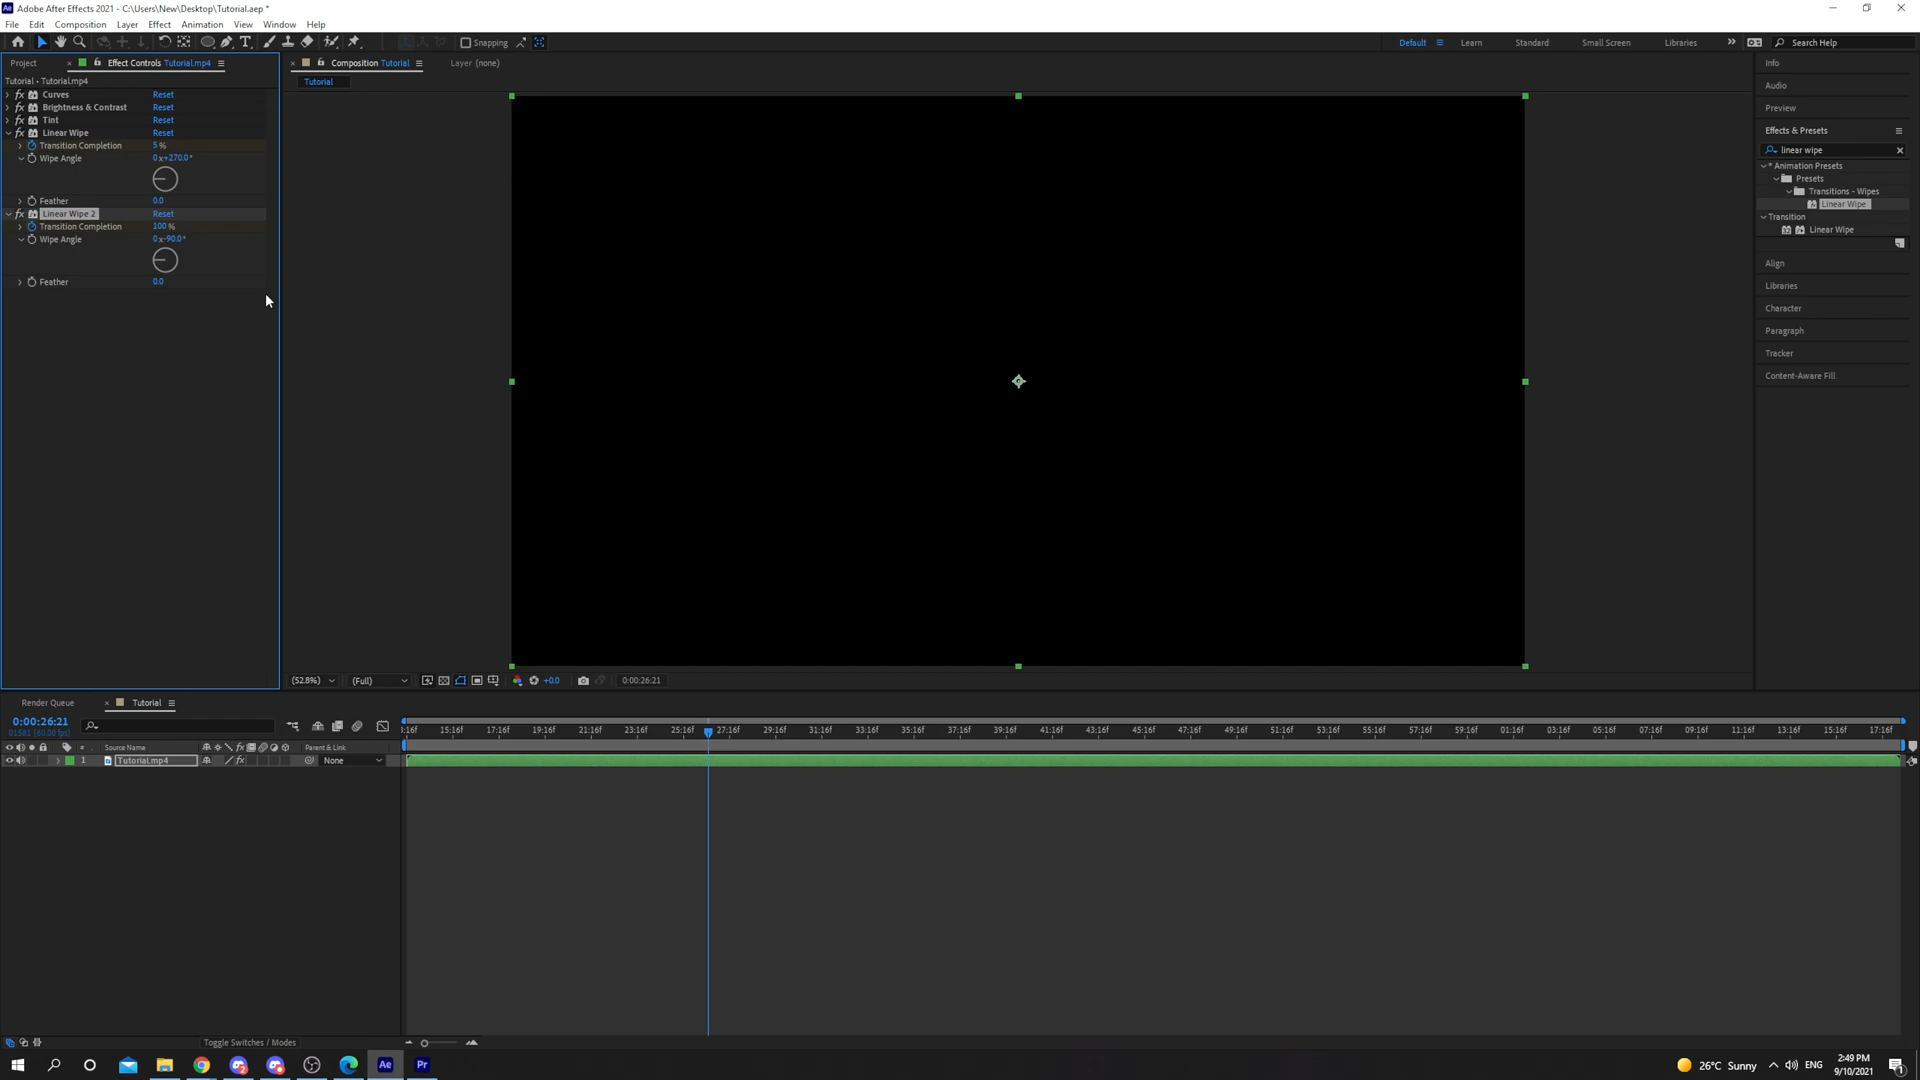 Adobe After Effects 2021 - C:\Users\New\Desktop\Tutorial.aep *
File Edit Composition Layer Effect Animation View Window Help
Snapping
Default Learn Standard Small Screen Libraries Search Help
Project Effect Controls Tutorial.mp4
Composition Tutorial Layer (none)
Tutorial • Tutorial.mp4
Tutorial
Curves Reset
Brightness & Contrast Reset
Tint Reset
Linear Wipe Reset
Transition Completion 5 %
Wipe Angle 0x+270.0°
Feather 0.0
Linear Wipe 2 Reset
Transition Completion 100 %
Wipe Angle 0x-90.0°
Feather 0.0
Info
Audio
Preview
Effects & Presets
linear wipe
* Animation Presets
Presets
Transitions - Wipes
Linear Wipe
Transition
32 Linear Wipe
Align
Libraries
Character
Paragraph
Tracker
Content-Aware Fill
(52.8%) (Full) +0.0 0:00:26:21
Render Queue Tutorial
0:00:26:21
01581 (60.00 fps)
:16f 15:16f 17:16f 19:16f 21:16f 23:16f 25:16f 27:16f 29:16f 31:16f 33:16f 35:16f 37:16f 39:16f 41:16f 43:16f 45:16f 47:16f 49:16f 51:16f 53:16f 55:16f 57:16f 59:16f 01:16f 03:16f 05:16f 07:16f 09:16f 11:16f 13:16f 15:16f 17:16f
# Source Name fx Parent & Link
1 Tutorial.mp4 fx None
Toggle Switches / Modes
Ae Pr
26°C Sunny ENG 2:49 PM
9/10/2021